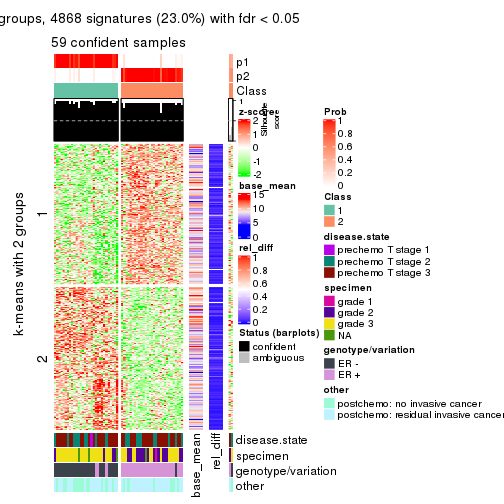 groups, 4868 signatures (23.0%) with fdr < 0.05
59 confident samples
p1
p2
Class
1
Silhouette
score
k-means with 2 groups
1
2
base_mean
rel_diff
disease.state
specimen
genotype/variation
other
z-score
2
1
0
-1
-2
base_mean
15
10
5
0
rel_diff
1
0.8
0.6
0.4
0.2
0
Status (barplots)
confident
ambiguous
Prob
1
0.8
0.6
0.4
0.2
0
Class
1
2
disease.state
prechemo T stage 1
prechemo T stage 2
prechemo T stage 3
specimen
grade 1
grade 2
grade 3
NA
genotype/variation
ER -
ER +
other
postchemo: no invasive cancer
postchemo: residual invasive cancer